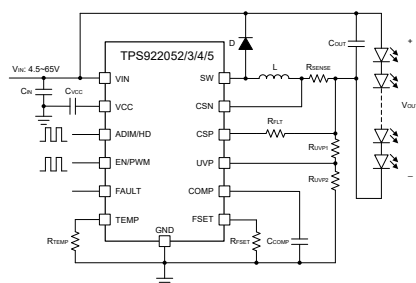 TPS922052/3/4/5
D
COUT
L
RSENSE
+
VIN: 4.5~65V
CIN
CVCC
VIN
SW
VCC
CSN
ADIM/HD
CSP
RFLT
VOUT
EN/PWM
UVP
RUVP1
FAULT
COMP
RUVP2
–
TEMP
FSET
GND
RTEMP
RFSET
CCOMP